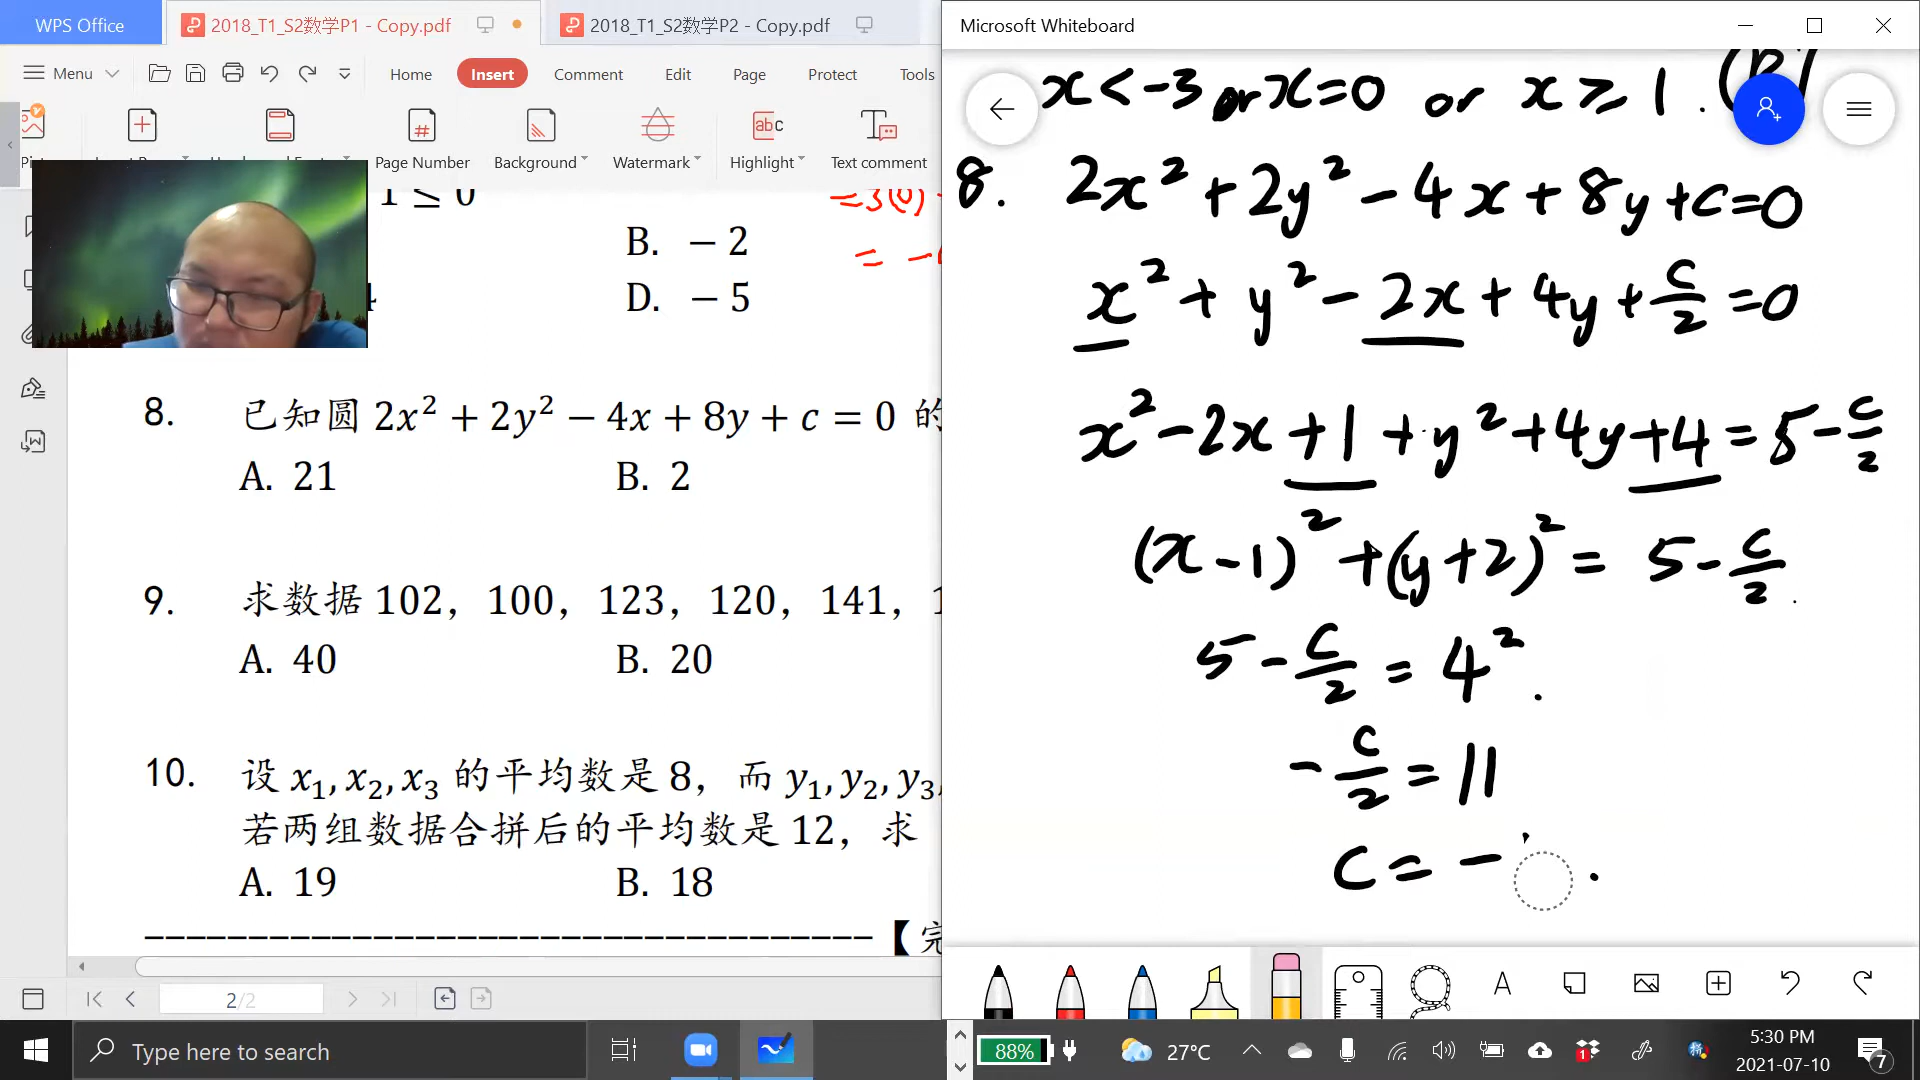 WPS Office
2018_T1_S2数学P1 - Copy.pdf
2018_T1_S2数学P2 - Copy.pdf
Menu
Home
Insert
Comment
Edit
Page
Protect
Tools
Page Number
Background
Watermark
Highlight
Text comment
1 ≤ 0
B. − 2
D. − 5
8. 已知圆 2x² + 2y² − 4x + 8y + c = 0 的
A. 21
B. 2
9. 求数据 102，100，123，120，141，1
A. 40
B. 20
10. 设 x₁, x₂, x₃ 的平均数是 8，而 y₁, y₂, y₃,
若两组数据合拼后的平均数是 12，求
A. 19
B. 18
【完
2/2
Microsoft Whiteboard
x < -3 or x = 0 or x ≥ 1.
8. 2x² + 2y² - 4x + 8y + c = 0
x² + y² - 2x + 4y + c/2 = 0
x² - 2x + 1 + y² + 4y + 4 = 5 - c/2
(x - 1)² + (y + 2)² = 5 - c/2.
5 - c/2 = 4².
- c/2 = 11
c = - .
Type here to search
88%
27°C
5:30 PM
2021-07-10
7